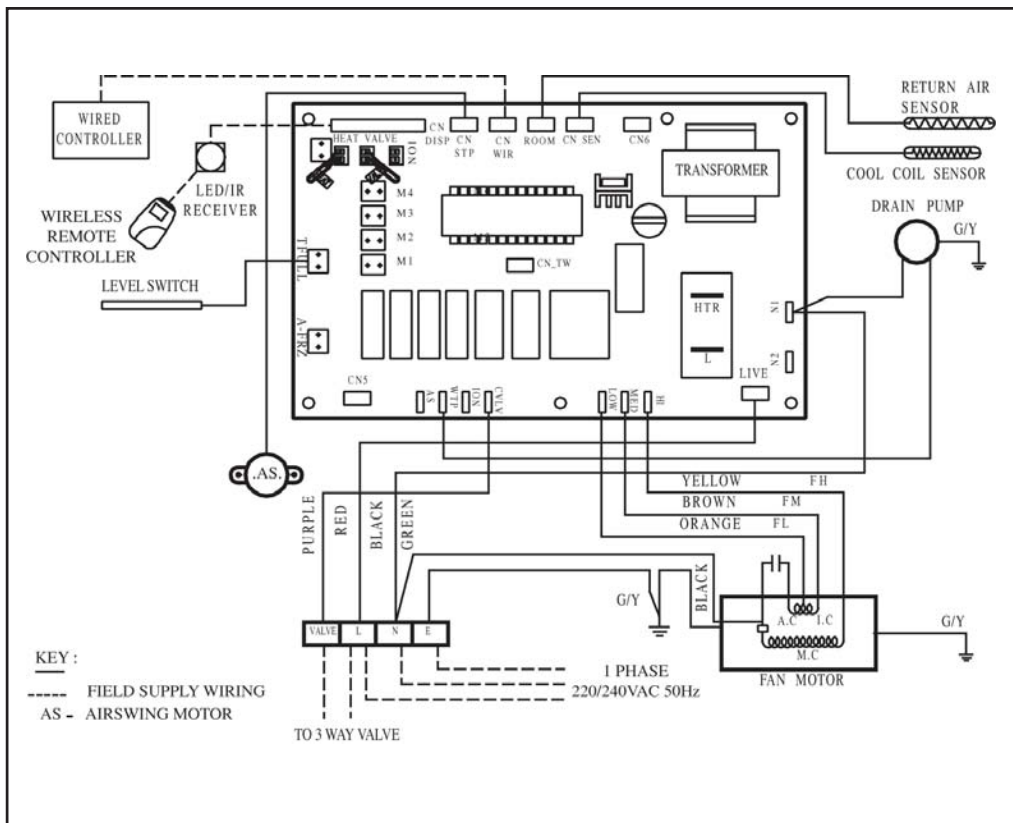 WIRED
CONTROLLER
LED/IR
RECEIVER
WIRELESS
REMOTE
CONTROLLER
LEVEL SWITCH
HEAT VALVE
ION
CN
DISP
CN
STP
CN
WIR
ROOM
CN_SEN
CN6
TRANSFORMER
RETURN AIR
SENSOR
COOL COIL SENSOR
DRAIN PUMP
G/Y
M4
M3
M2
M1
CN_TW
TFULL
A-FRZ
HTR
L
N1
N2
LIVE
CN5
AS
WTP
ION
CVLV
LOW
MED
HI
.AS.
PURPLE
RED
BLACK
GREEN
YELLOW FH
BROWN FM
ORANGE FL
BLACK
G/Y
A.C I.C
M.C
FAN MOTOR
G/Y
VALVE L N E
1 PHASE
220/240VAC 50Hz
TO 3 WAY VALVE
KEY :
FIELD SUPPLY WIRING
AS - AIRSWING MOTOR